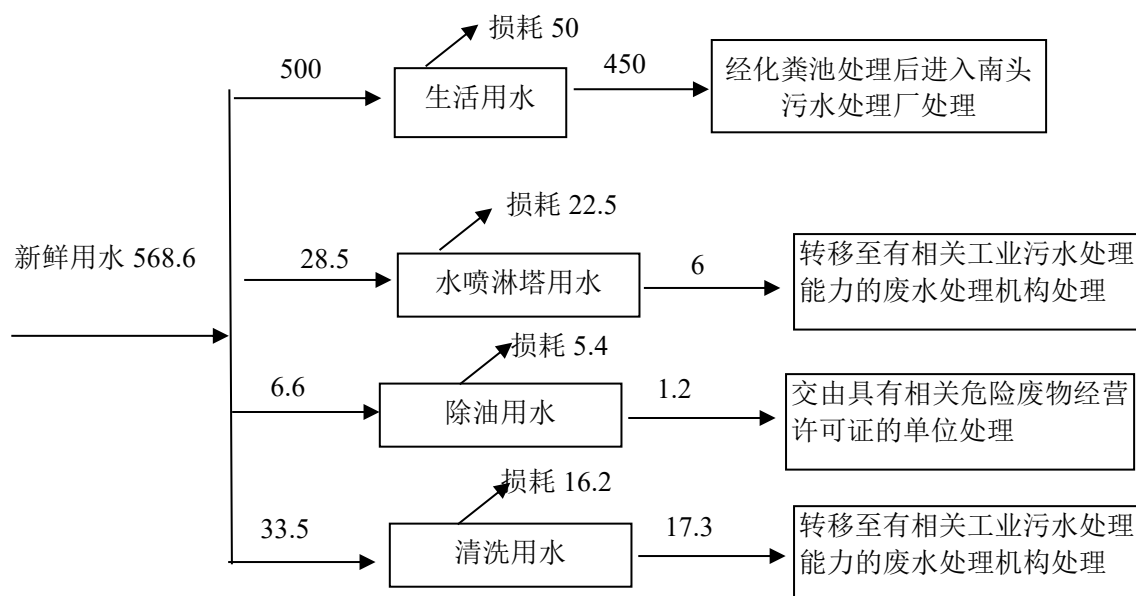 损耗 50
500
生活用水
450
经化粪池处理后进入南头
污水处理厂处理
损耗 22.5
新鲜用水 568.6
28.5
水喷淋塔用水
6
转移至有相关工业污水处理
能力的废水处理机构处理
损耗 5.4
6.6
除油用水
1.2
交由具有相关危险废物经营
许可证的单位处理
损耗 16.2
33.5
清洗用水
17.3
转移至有相关工业污水处理
能力的废水处理机构处理